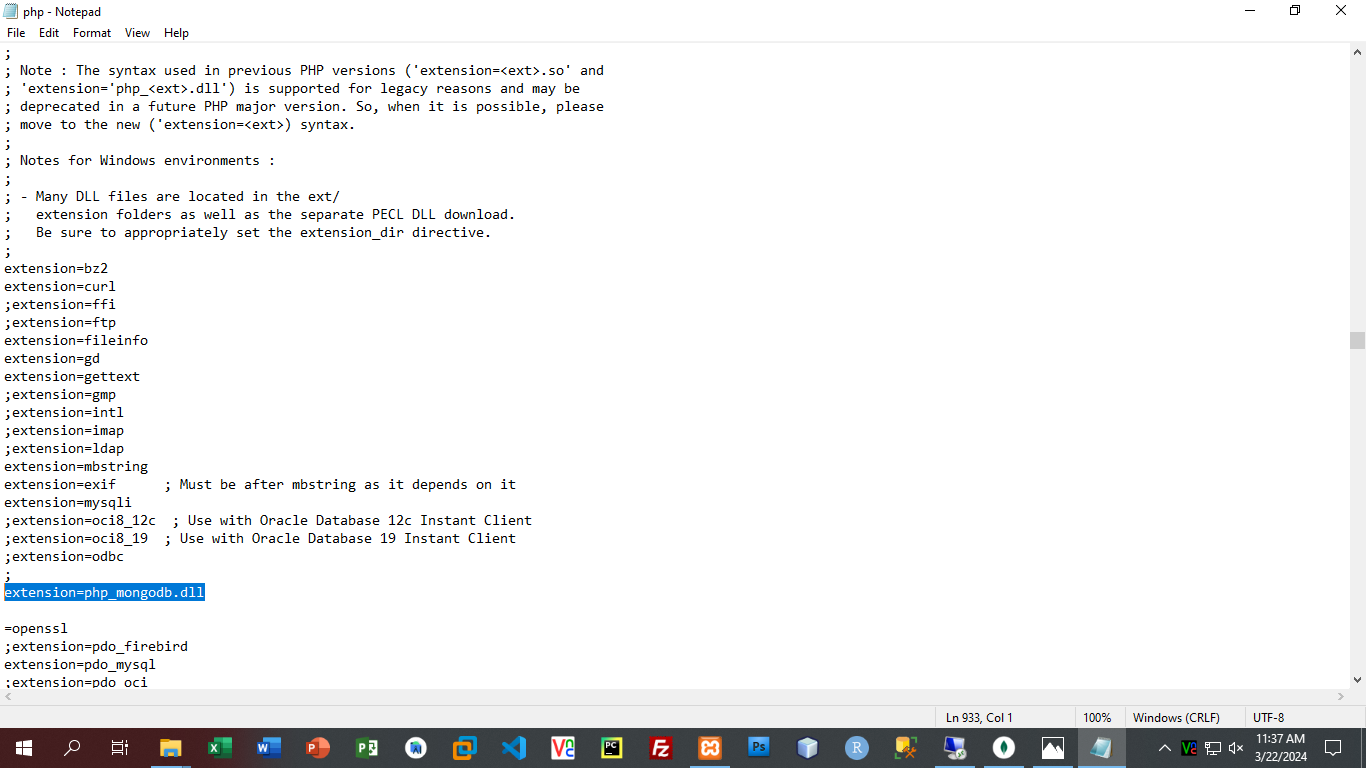 php - Notepad
File Edit Format View Help
;
; Note : The syntax used in previous PHP versions ('extension=<ext>.so' and
; 'extension='php_<ext>.dll') is supported for legacy reasons and may be
; deprecated in a future PHP major version. So, when it is possible, please
; move to the new ('extension=<ext>) syntax.
;
; Notes for Windows environments :
;
; - Many DLL files are located in the ext/
;   extension folders as well as the separate PECL DLL download.
;   Be sure to appropriately set the extension_dir directive.
;
extension=bz2
extension=curl
;extension=ffi
;extension=ftp
extension=fileinfo
extension=gd
extension=gettext
;extension=gmp
;extension=intl
;extension=imap
;extension=ldap
extension=mbstring
extension=exif      ; Must be after mbstring as it depends on it
extension=mysqli
;extension=oci8_12c  ; Use with Oracle Database 12c Instant Client
;extension=oci8_19  ; Use with Oracle Database 19 Instant Client
;extension=odbc
;
extension=php_mongodb.dll
=openssl
;extension=pdo_firebird
extension=pdo_mysql
;extension=pdo_oci
Ln 933, Col 1 100% Windows (CRLF) UTF-8
11:37 AM
3/22/2024